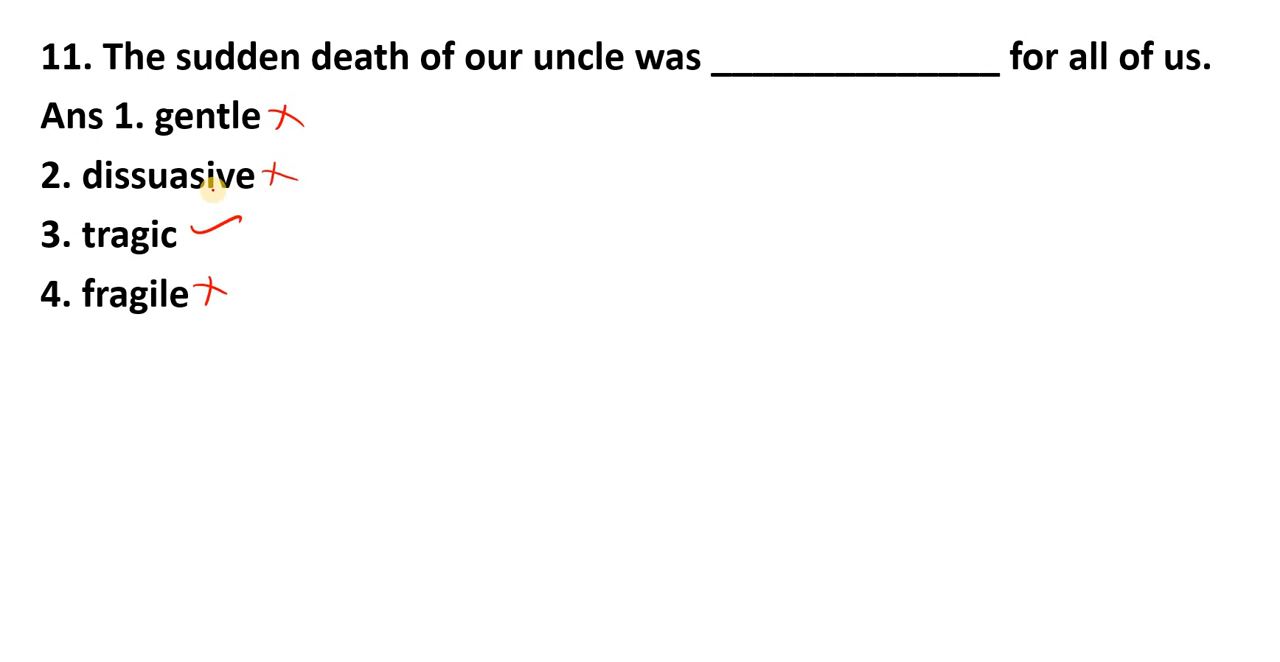 11. The sudden death of our uncle was ______________ for all of us.
Ans 1. gentle
2. dissuasive
3. tragic
4. fragile